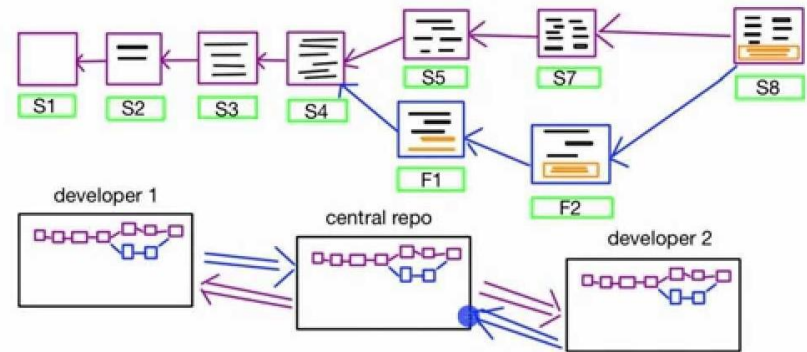 S1
S2
S3
S4
S5
S7
S8
F1
F2
developer 1
central repo
developer 2